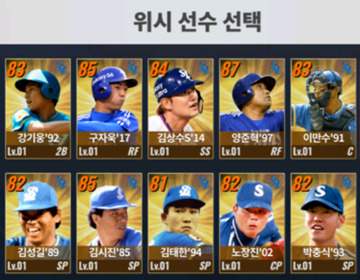 위시 선수 선택
83 85 84 87 83
강기웅'92 구자욱'17 김상수S'14 양준혁'97 이만수'91
Lv.01 2B Lv.01 RF Lv.01 SS Lv.01 RF Lv.01 C
82 85 81 82 82
김성길'89 김시진'85 김태한'94 노장진'02 박충식'93
Lv.01 SP Lv.01 SP Lv.01 SP Lv.01 CP Lv.01 SP